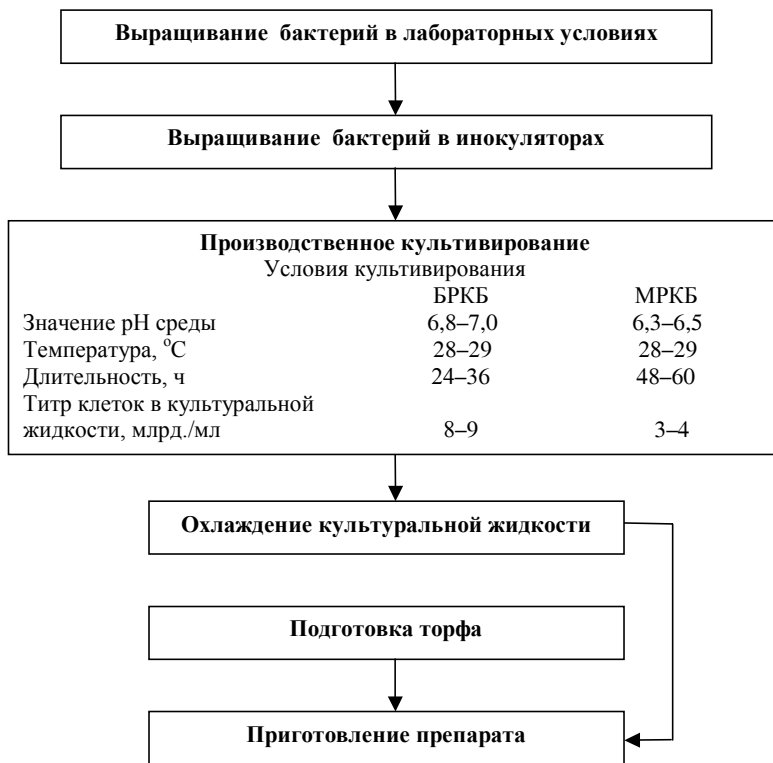 Выращивание бактерий в лабораторных условиях
Выращивание бактерий в инокуляторах
Производственное культивирование
Условия культивирования
БРКБ МРКБ
Значение рН среды 6,8–7,0 6,3–6,5
Температура, °С 28–29 28–29
Длительность, ч 24–36 48–60
Титр клеток в культуральной
жидкости, млрд./мл 8–9 3–4
Охлаждение культуральной жидкости
Подготовка торфа
Приготовление препарата